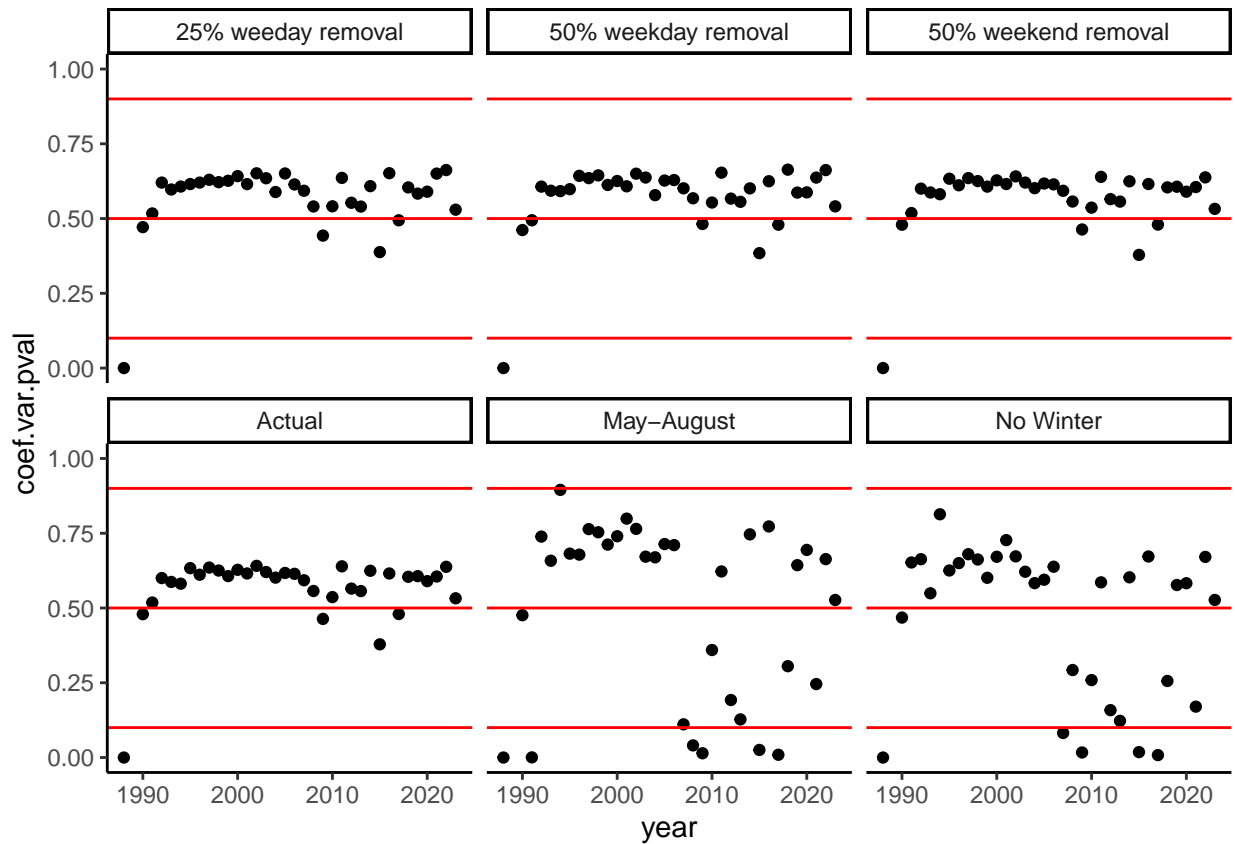 25% weeday removal
50% weekday removal
50% weekend removal
1.00
0.75
0.50
0.25
0.00
Actual
May−August
No Winter
1.00
0.75
0.50
0.25
0.00
coef.var.pval
1990 2000 2010 2020
1990 2000 2010 2020
1990 2000 2010 2020
year